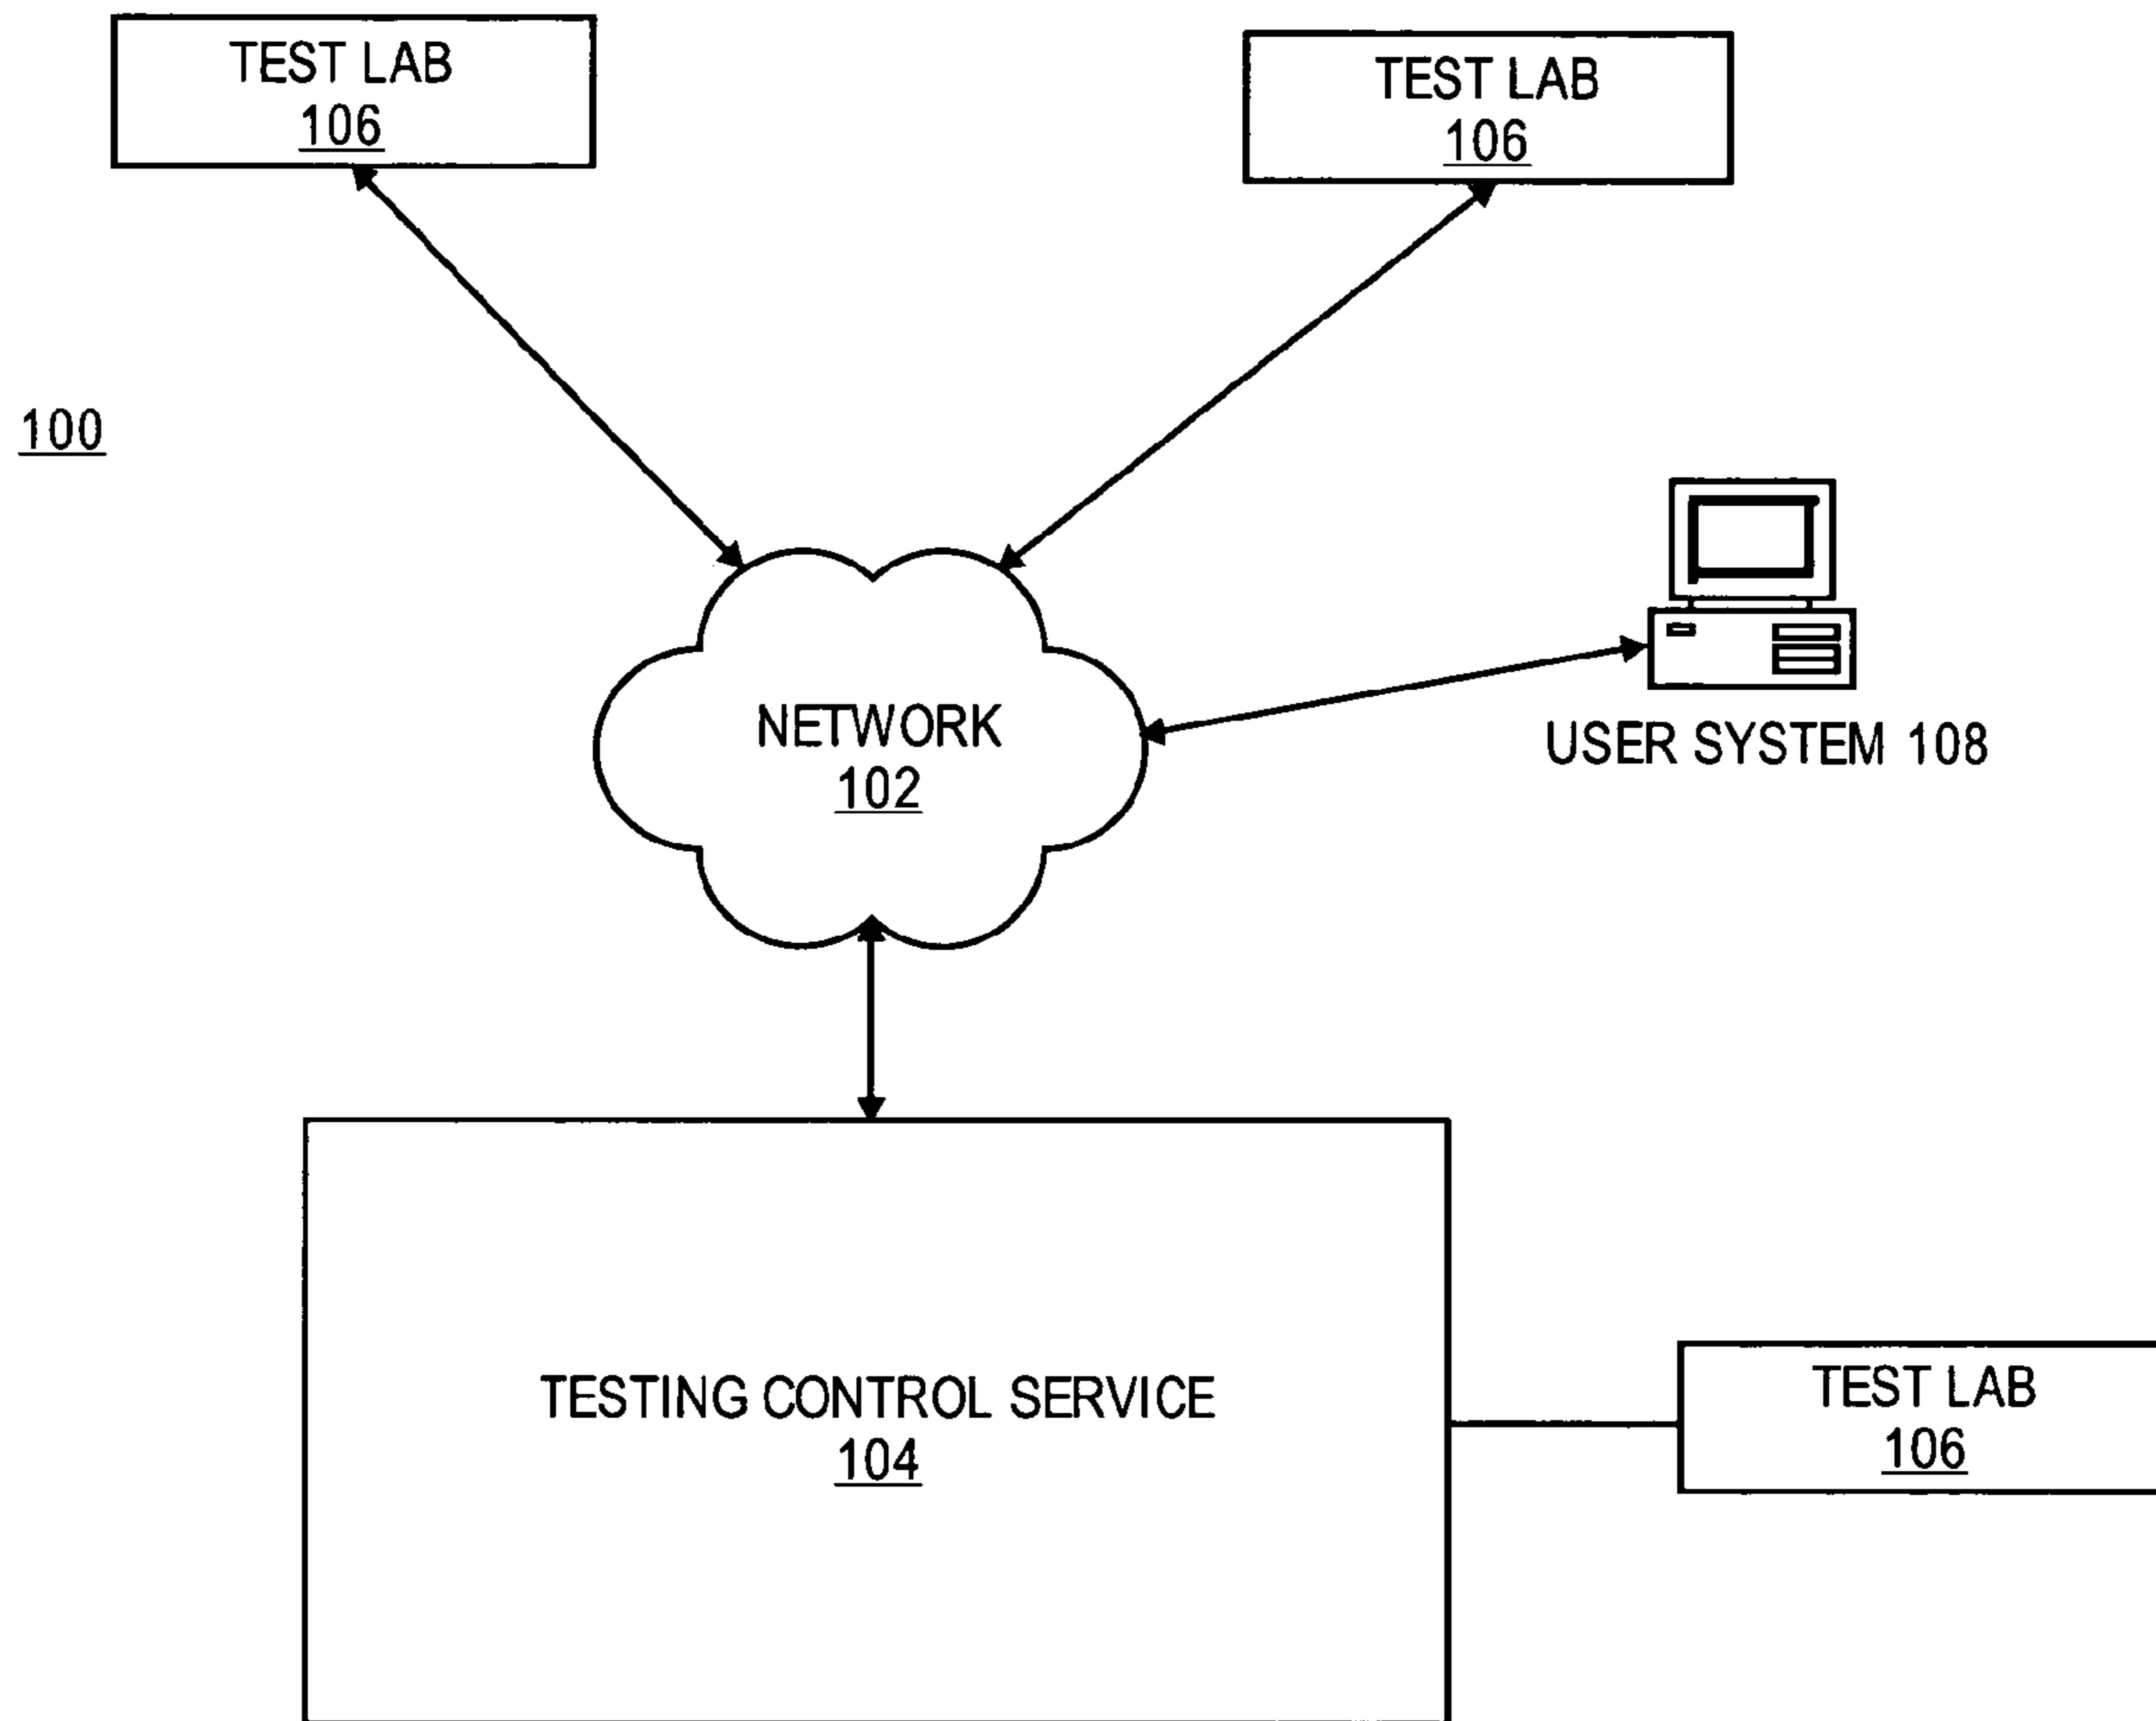 TEST LAB
106
TEST LAB
106
100
NETWORK
102
USER SYSTEM 108
TESTING CONTROL SERVICE
104
TEST LAB
106